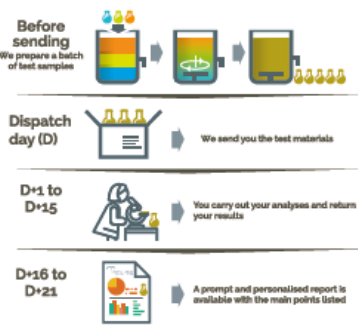 Before
sending
We prepare a batch
of test samples
Dispatch
day (D)
We send you the test materials
D+1 to
D+15
You carry out your analyses and return
your results
D+16 to
D+21
A prompt and personalised report is
available with the main points listed